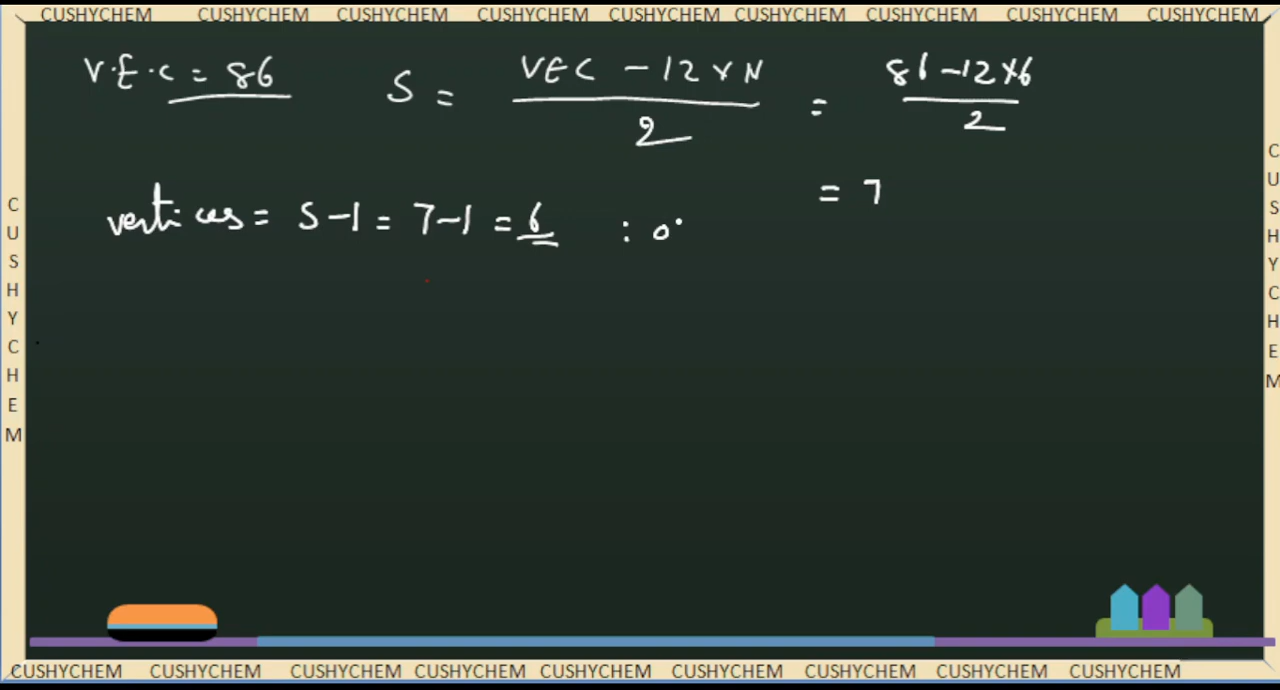 CUSHYCHEM CUSHYCHEM CUSHYCHEM CUSHYCHEM CUSHYCHEM CUSHYCHEM CUSHYCHEM CUSHYCHEM CUSHYCHEM
V.E.C = 86 S = VEC - 12 x N / 2 = 86 - 12 x 6 / 2
= 7
vertices = S - 1 = 7 - 1 = 6 :
CUSHYCHEM
CUSHYCHEM
CUSHYCHEM CUSHYCHEM CUSHYCHEM CUSHYCHEM CUSHYCHEM CUSHYCHEM CUSHYCHEM CUSHYCHEM CUSHYCHEM